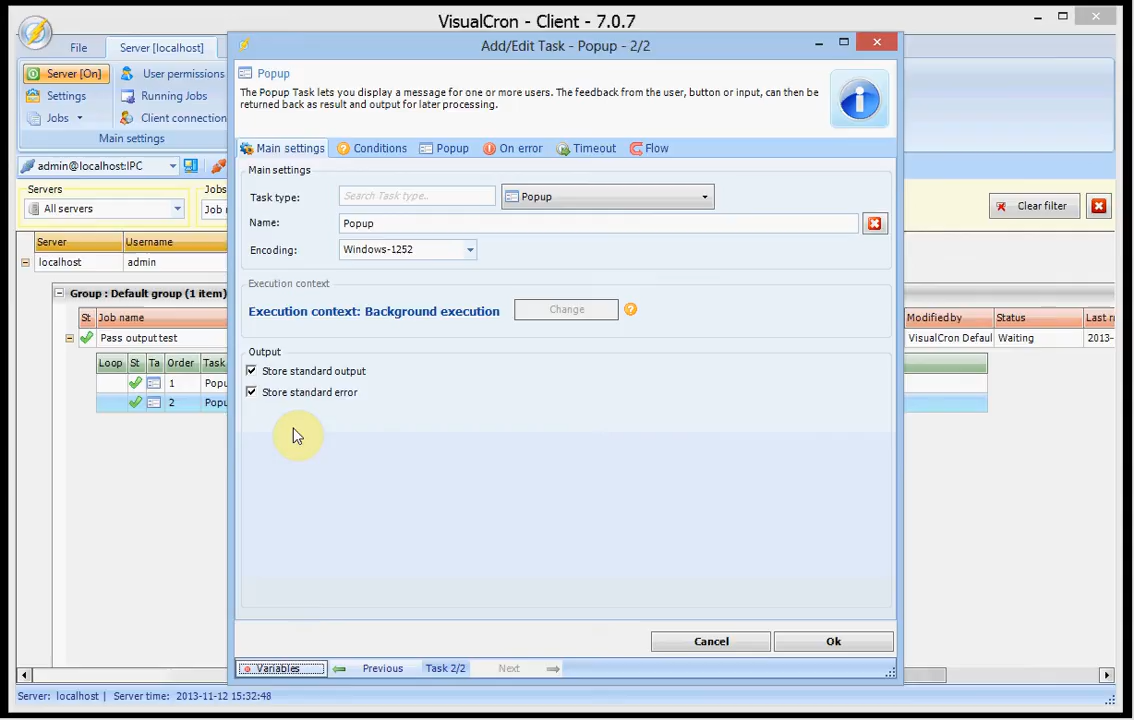 VisualCron - Client - 7.0.7
File
Server [localhost]
Server [On]
User permissions
Settings
Running Jobs
Jobs
Client connection
Main settings
admin@localhost:IPC
Servers
Jobs
All servers
Job
Clear filter
Server
Username
localhost
admin
Group : Default group (1 item)
St
Job name
Modified by
Status
Last r
Pass output test
VisualCron Defaul
Waiting
2013-
Loop
St
Ta
Order
Task
1
Popu
2
Popu
Add/Edit Task - Popup - 2/2
Popup
The Popup Task lets you display a message for one or more users. The feedback from the user, button or input, can then be
returned back as result and output for later processing.
Main settings
Conditions
Popup
On error
Timeout
Flow
Main settings
Task type:
Search Task type..
Popup
Name:
Popup
Encoding:
Windows-1252
Execution context
Execution context: Background execution
Change
Output
Store standard output
Store standard error
Cancel
Ok
Variables
Previous
Task 2/2
Next
Server: localhost | Server time: 2013-11-12 15:32:48